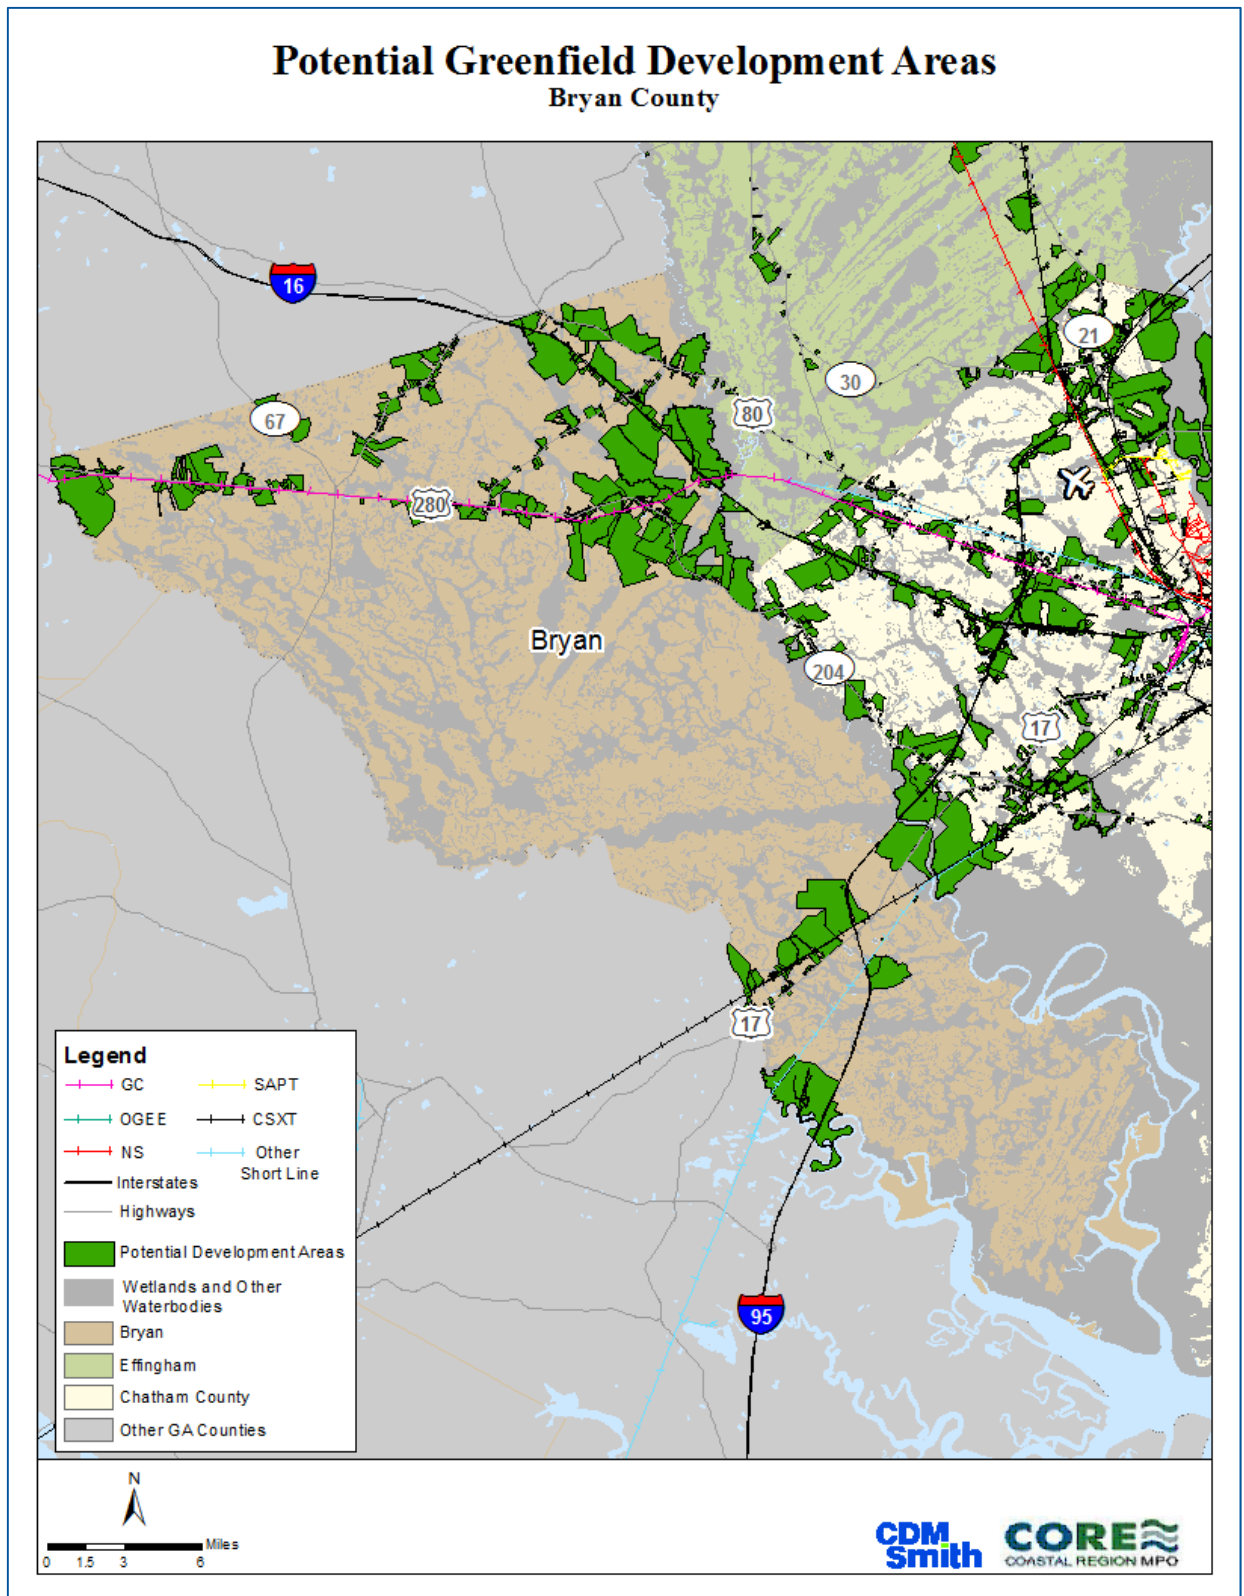 Potential Greenfield Development Areas
Bryan County
16
21
30
80
67
280
Bryan
204
17
17
95
Legend
GC
SAPT
OGEE
CSXT
NS
Other
Short Line
Interstates
Highways
Potential Development Areas
Wetlands and Other
Waterbodies
Bryan
Effingham
Chatham County
Other GA Counties
N
Miles
0 1.5 3 6
CDM
Smith
CORE
COASTAL REGION MPO